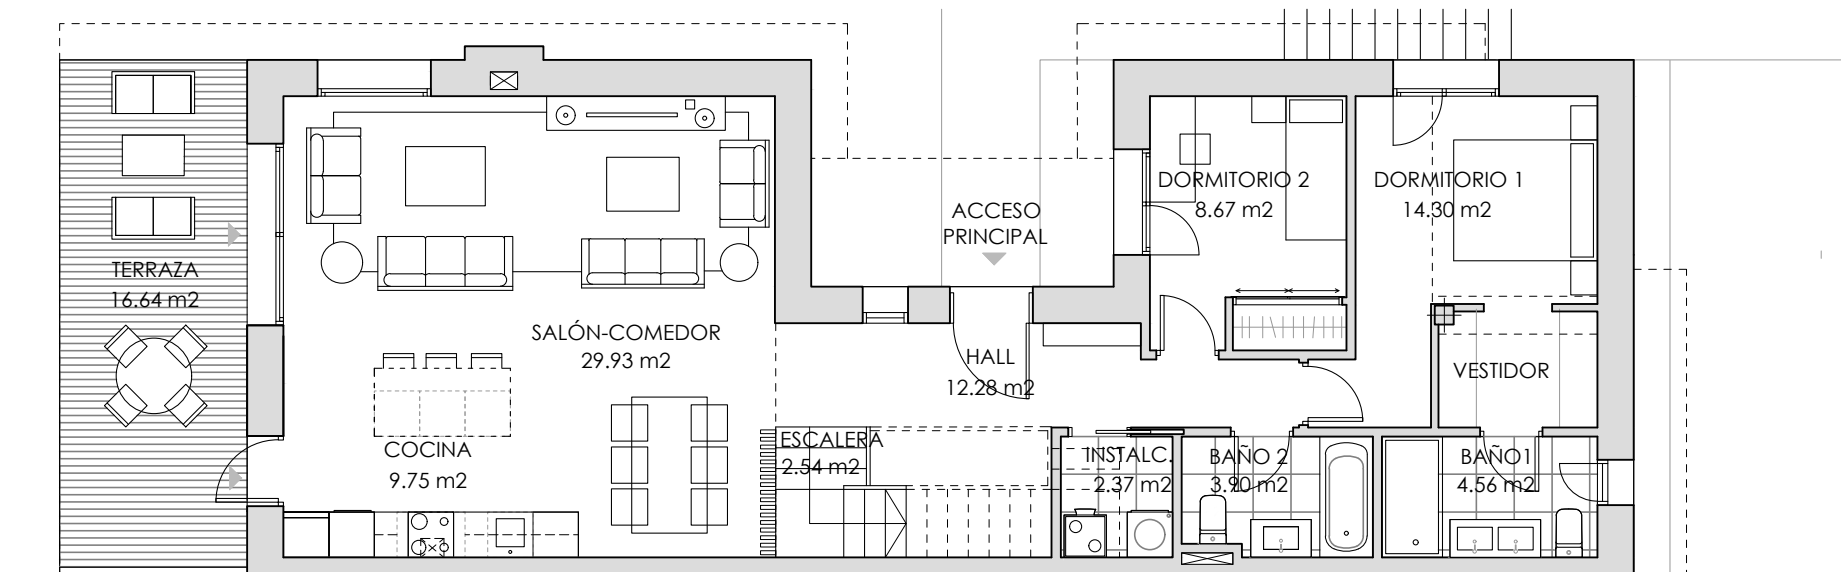 TERRAZA
16.64 m2
SALÓN-COMEDOR
29.93 m2
COCINA
9.75 m2
ACCESO
PRINCIPAL
HALL
12.28 m2
ESCALERA
2.54 m2
DORMITORIO 2
8.67 m2
DORMITORIO 1
14.30 m2
VESTIDOR
INSTALC.
2.37 m2
BAÑO 2
3.90 m2
BAÑO1
4.56 m2